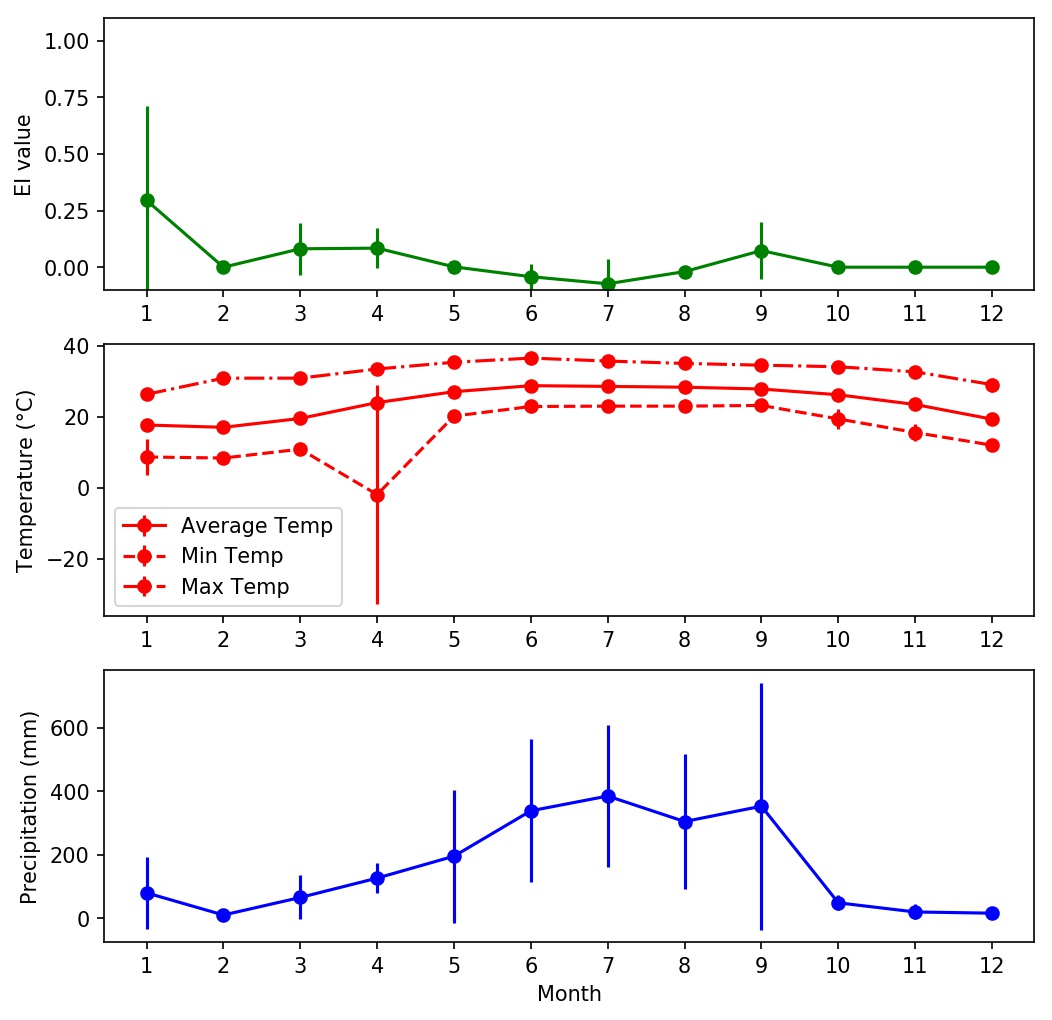 EI value
1.00
0.75
0.50
0.25
0.00
1 2 3 4 5 6 7 8 9 10 11 12
Temperature (°C)
40
20
0
−20
Average Temp
Min Temp
Max Temp
1 2 3 4 5 6 7 8 9 10 11 12
Precipitation (mm)
600
400
200
0
1 2 3 4 5 6 7 8 9 10 11 12
Month